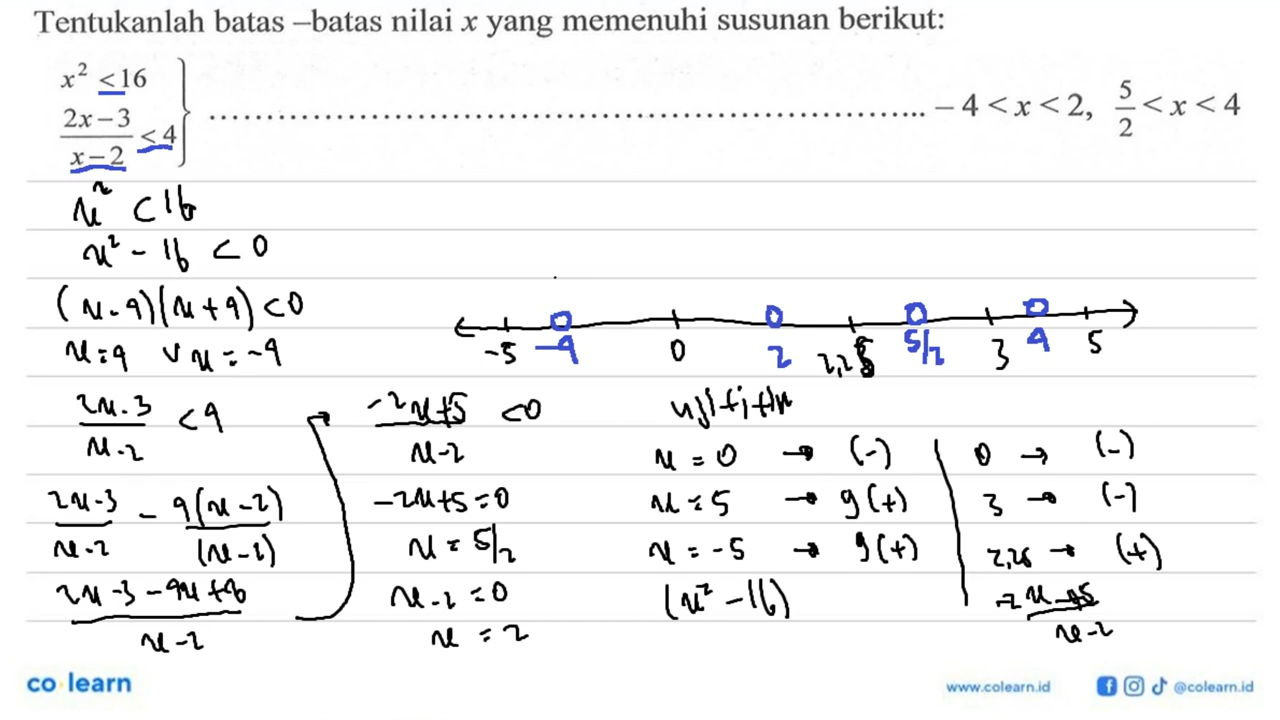 Tentukanlah batas –batas nilai x yang memenuhi susunan berikut:
x² < 16
(2x – 3)/(x – 2) < 4 } .................................................................. – 4 < x < 2, 5/2 < x < 4
x² < 16
x² - 16 < 0
(x - 4)(x + 4) < 0
x = 4 v x = -4
-5 -4 0 2 2,25 5/2 3 4 5
(2x - 3)/(x - 2) < 4
(2x - 3)/(x - 2) - 4(x - 2)/(x - 2)
(2x - 3 - 4x + 8)/(x - 2)
(-2x + 5)/(x - 2) < 0
-2x + 5 = 0
x = 5/2
x - 2 = 0
x = 2
uji titik
x = 0 → (-)
x = 5 → 9 (+)
x = -5 → 9 (+)
(x² - 16)
0 → (-)
3 → (-)
2,25 → (+)
(-2x + 5)/(x - 2)
co learn
www.colearn.id
@colearn.id